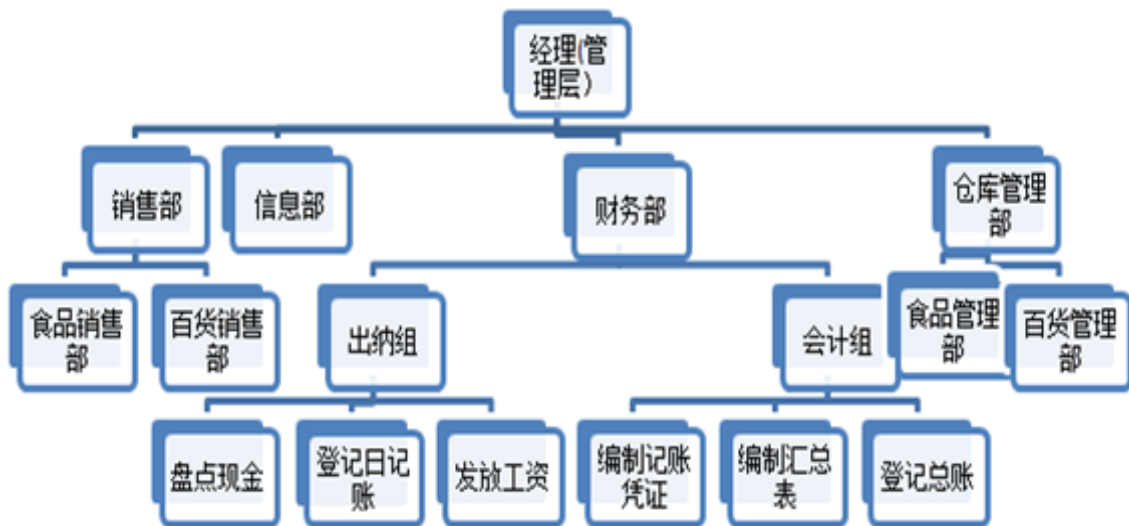 经理(管
理层）
销售部
信息部
财务部
仓库管理
部
食品销售
部
百货销售
部
出纳组
会计组
食品管理
部
百货管理
部
盘点现金
登记日记
账
发放工资
编制记账
凭证
编制汇总
表
登记总账